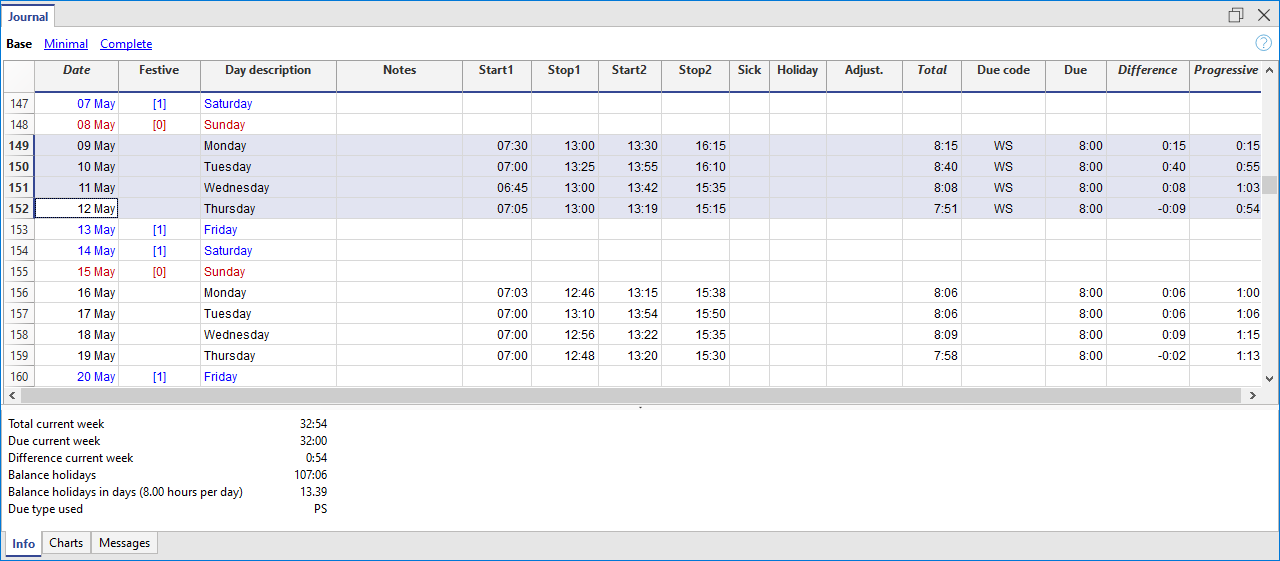 Journal
Base Minimal Complete ?
Date Festive Day description Notes Start1 Stop1 Start2 Stop2 Sick Holiday Adjust. Total Due code Due Difference Progressive
147 07 May [1] Saturday
148 08 May [0] Sunday
149 09 May Monday 07:30 13:00 13:30 16:15 8:15 WS 8:00 0:15 0:15
150 10 May Tuesday 07:00 13:25 13:55 16:10 8:40 WS 8:00 0:40 0:55
151 11 May Wednesday 06:45 13:00 13:42 15:35 8:08 WS 8:00 0:08 1:03
152 12 May Thursday 07:05 13:00 13:19 15:15 7:51 WS 8:00 -0:09 0:54
153 13 May [1] Friday
154 14 May [1] Saturday
155 15 May [0] Sunday
156 16 May Monday 07:03 12:46 13:15 15:38 8:06 8:00 0:06 1:00
157 17 May Tuesday 07:00 13:10 13:54 15:50 8:06 8:00 0:06 1:06
158 18 May Wednesday 07:00 12:56 13:22 15:35 8:09 8:00 0:09 1:15
159 19 May Thursday 07:00 12:48 13:20 15:30 7:58 8:00 -0:02 1:13
160 20 May [1] Friday
Total current week 32:54
Due current week 32:00
Difference current week 0:54
Balance holidays 107:06
Balance holidays in days (8.00 hours per day) 13.39
Due type used PS
Info Charts Messages